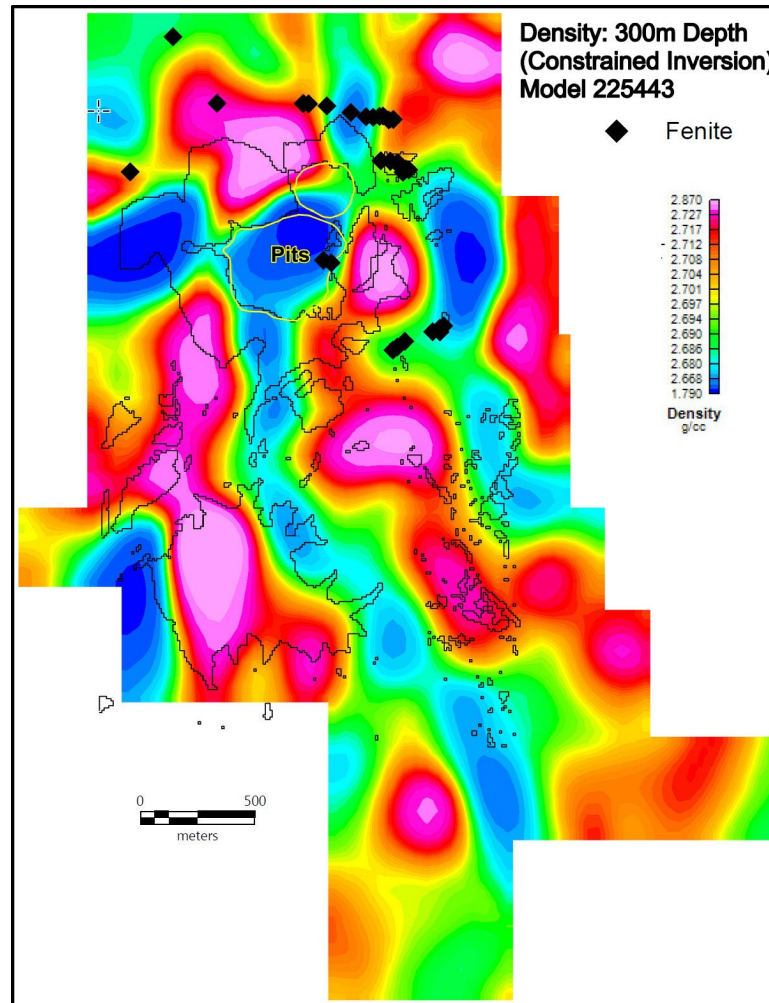 Density: 300m Depth
(Constrained Inversion)
Model 225443
Fenite
2.870
2.727
2.717
2.712
2.708
2.704
2.701
2.697
2.694
2.690
2.686
2.680
2.668
1.790
Density
g/cc
Pits
0 500
meters